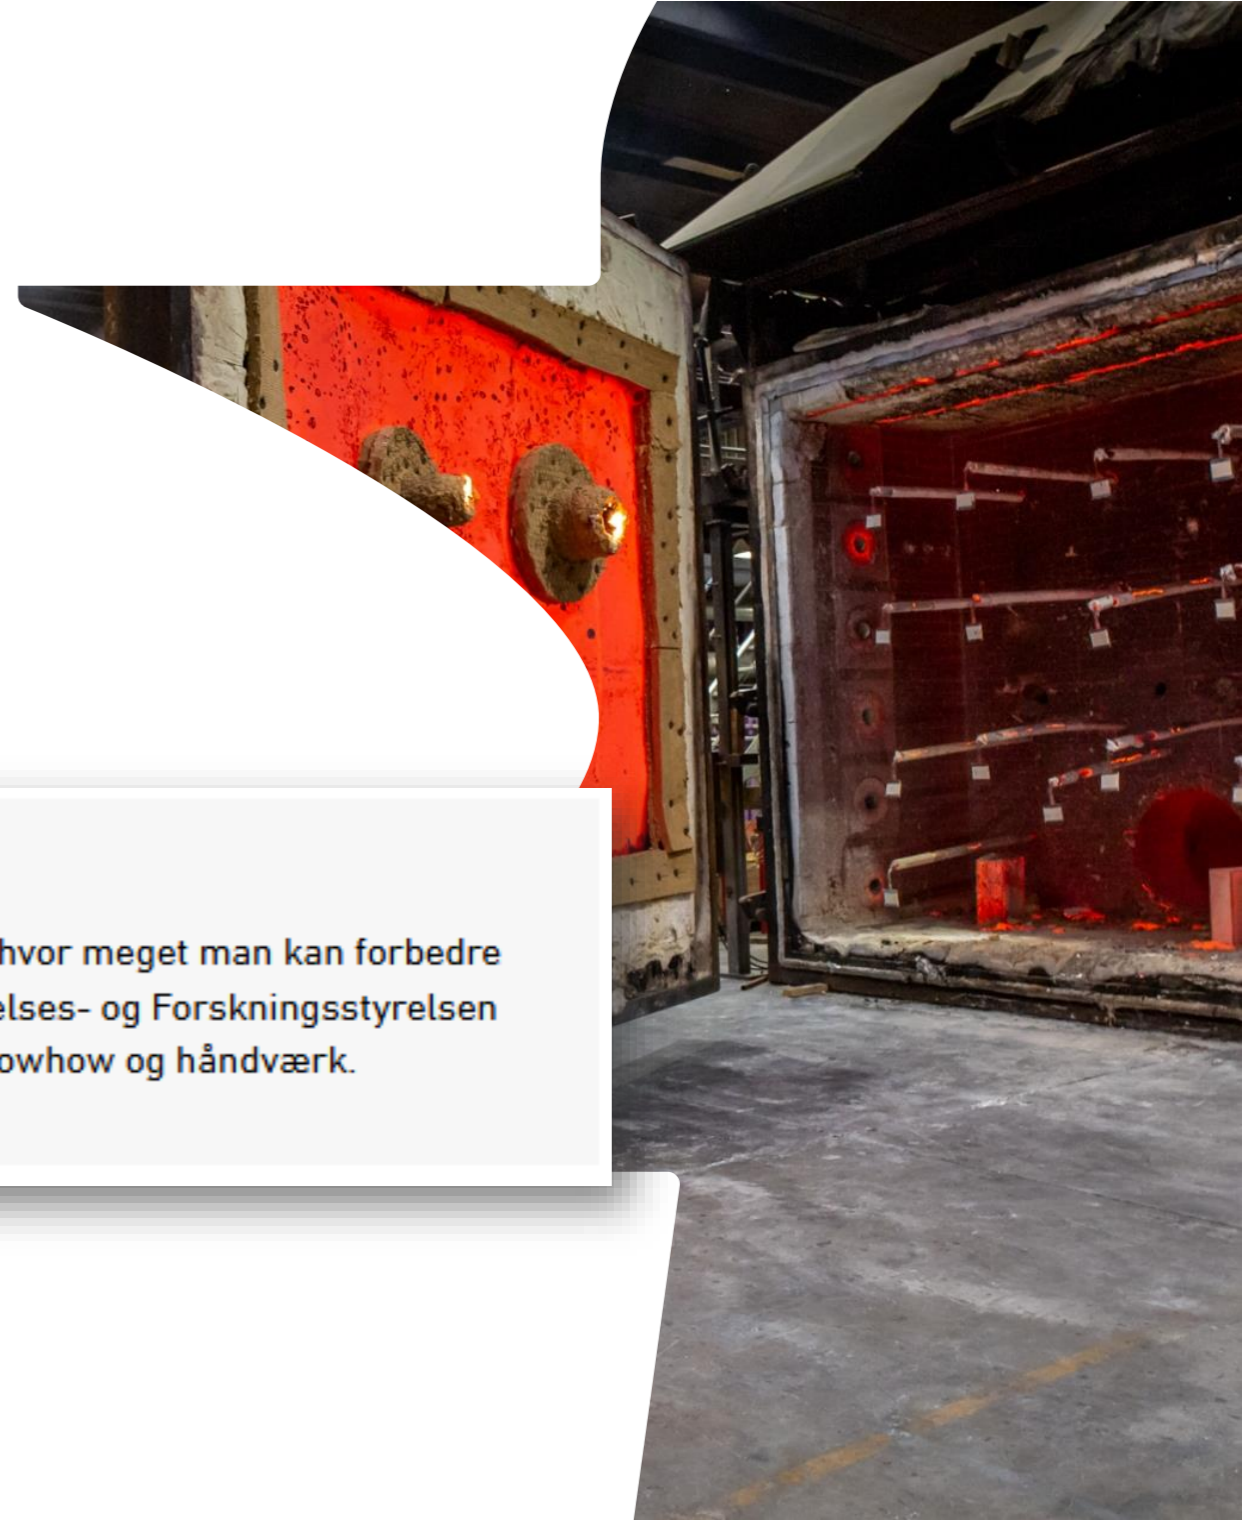 hvor meget man kan forbedre
elses- og Forskningsstyrelsen
owhow og håndværk.